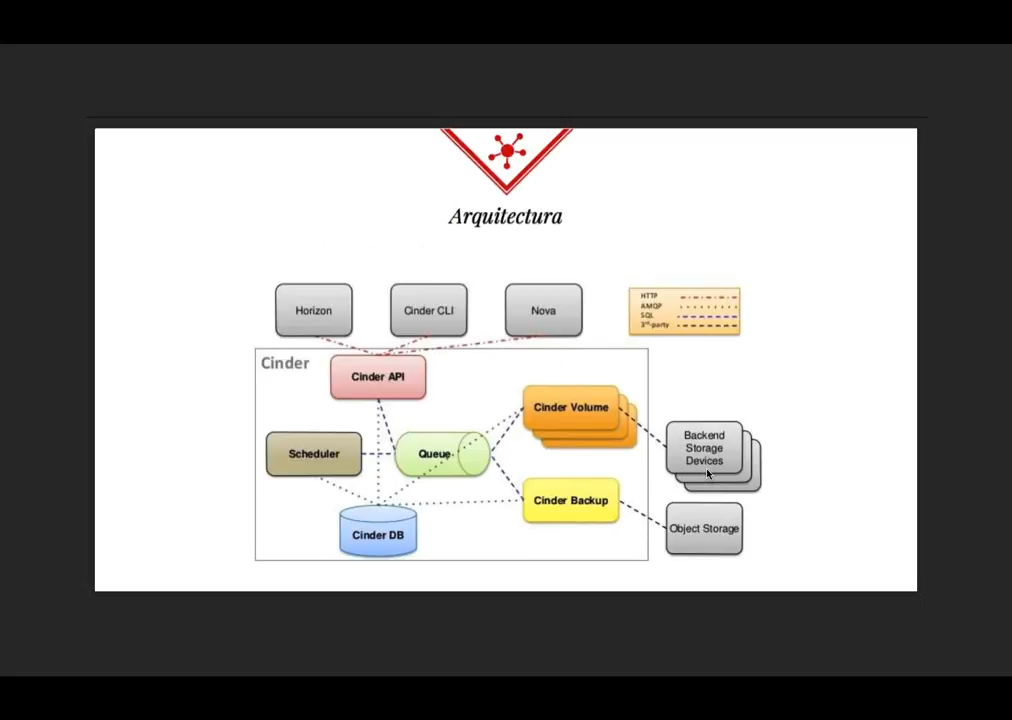 Arquitectura
Horizon
Cinder CLI
Nova
HTTP
AMQP
SQL
3rd-party
Cinder
Cinder API
Cinder Volume
Scheduler
Queue
Backend
Storage
Devices
Cinder Backup
Cinder DB
Object Storage